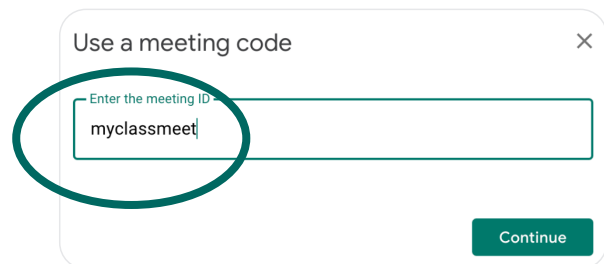 Use a meeting code
Enter the meeting ID
myclassmeet
Continue